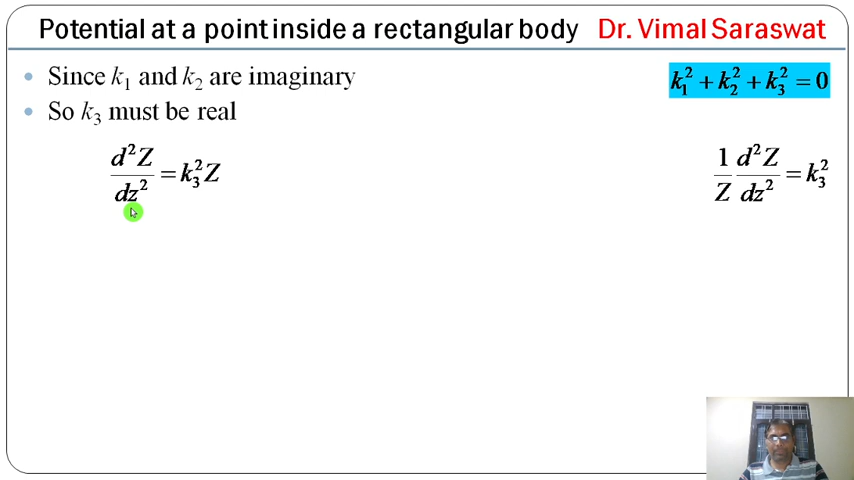 Potential at a point inside a rectangular body Dr. Vimal Saraswat
• Since k₁ and k₂ are imaginary
k₁² + k₂² + k₃² = 0
• So k₃ must be real
d²Z/dz² = k₃²Z
1/Z d²Z/dz² = k₃²